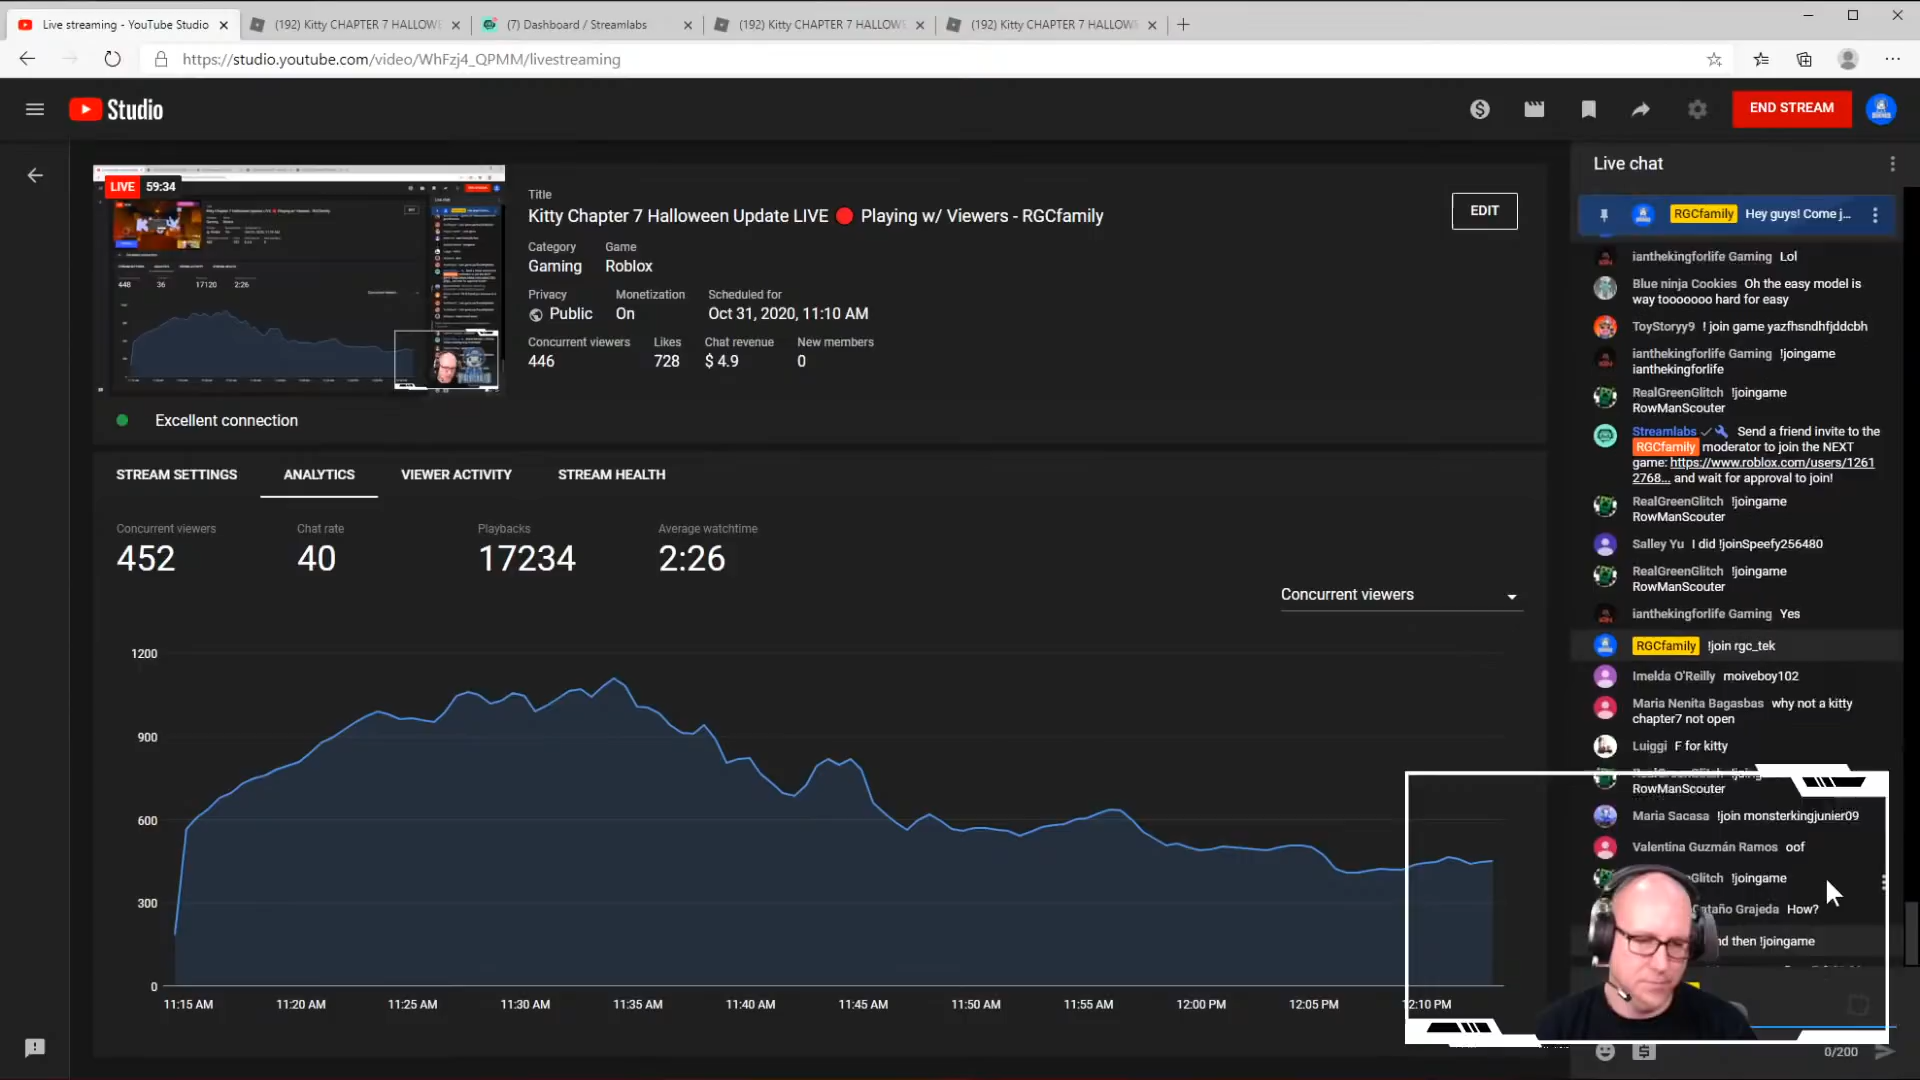 Live streaming - YouTube Studio
(192) Kitty CHAPTER 7 HALLOWE
(7) Dashboard / Streamlabs
(192) Kitty CHAPTER 7 HALLOWE
(192) Kitty CHAPTER 7 HALLOWE
https://studio.youtube.com/video/WhFzj4_QPMM/livestreaming
Studio
END STREAM
LIVE 59:34
448 36 17120 2:26
Title
Kitty Chapter 7 Halloween Update LIVE 🔴 Playing w/ Viewers - RGCfamily
EDIT
Category Game
Gaming Roblox
Privacy Monetization Scheduled for
Public On Oct 31, 2020, 11:10 AM
Concurrent viewers Likes Chat revenue New members
446 728 $ 4.9 0
Excellent connection
STREAM SETTINGS ANALYTICS VIEWER ACTIVITY STREAM HEALTH
Concurrent viewers Chat rate Playbacks Average watchtime
452 40 17234 2:26
Concurrent viewers
1200
900
600
300
0
11:15 AM 11:20 AM 11:25 AM 11:30 AM 11:35 AM 11:40 AM 11:45 AM 11:50 AM 11:55 AM 12:00 PM 12:05 PM 12:10 PM
Live chat
RGCfamily Hey guys! Come j...
ianthekingforlife Gaming Lol
Blue ninja Cookies Oh the easy model is
way tooooooo hard for easy
ToyStoryy9 ! join game yazfhsndhfjddcbh
ianthekingforlife Gaming !joingame
ianthekingforlife
RealGreenGlitch !joingame
RowManScouter
Streamlabs Send a friend invite to the
RGCfamily moderator to join the NEXT
game: https://www.roblox.com/users/1261
2768... and wait for approval to join!
RealGreenGlitch !joingame
RowManScouter
Salley Yu I did !joinSpeefy256480
RealGreenGlitch !joingame
RowManScouter
ianthekingforlife Gaming Yes
RGCfamily !join rgc_tek
Imelda O'Reilly moiveboy102
Maria Nenita Bagasbas why not a kitty
chapter7 not open
Luiggi F for kitty
RowManScouter
Maria Sacasa !join monsterkingjunier09
Valentina Guzmán Ramos oof
Glitch !joingame
Cataño Grajeda How?
nd then !joingame
0/200